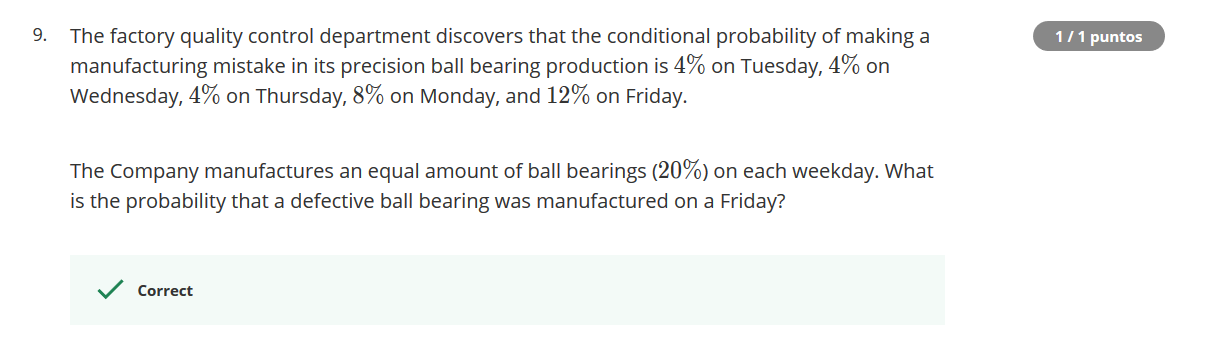 9. The factory quality control department discovers that the conditional probability of making a
manufacturing mistake in its precision ball bearing production is 4% on Tuesday, 4% on
Wednesday, 4% on Thursday, 8% on Monday, and 12% on Friday.
The Company manufactures an equal amount of ball bearings (20%) on each weekday. What
is the probability that a defective ball bearing was manufactured on a Friday?
Correct
1 / 1 puntos